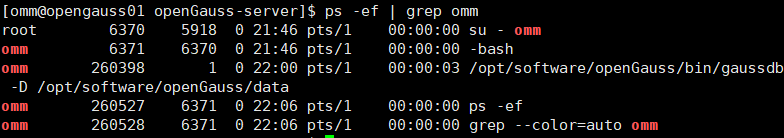 [omm@opengauss01 openGauss-server]$ ps -ef | grep omm
root 6370 5918 0 21:46 pts/1 00:00:00 su - omm
omm 6371 6370 0 21:46 pts/1 00:00:00 -bash
omm 260398 1 0 22:00 pts/1 00:00:03 /opt/software/openGauss/bin/gaussdb
-D /opt/software/openGauss/data
omm 260527 6371 0 22:06 pts/1 00:00:00 ps -ef
omm 260528 6371 0 22:06 pts/1 00:00:00 grep --color=auto omm